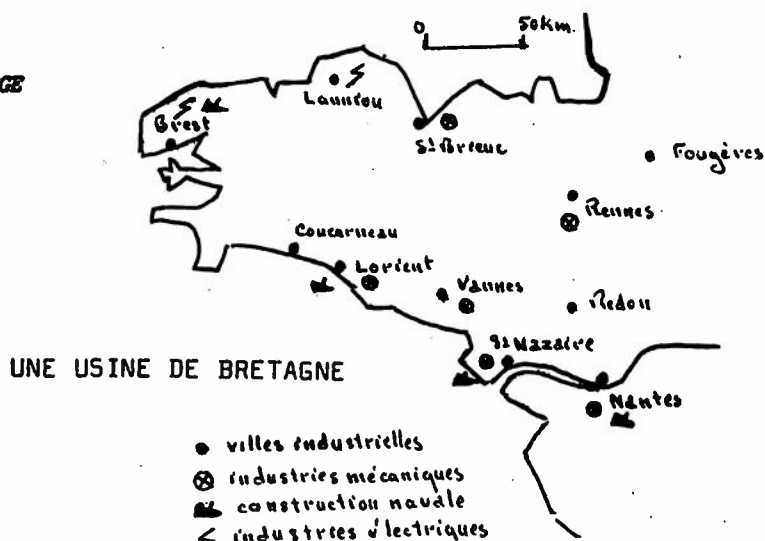 0 50Km.
GE
Lannion
Brest
St Brieuc
Fougères
Rennes
Concarneau
Lorient
Vannes
Redon
St Nazaire
UNE USINE DE BRETAGNE
Nantes
villes industrielles
industries mécaniques
construction navale
industries électriques